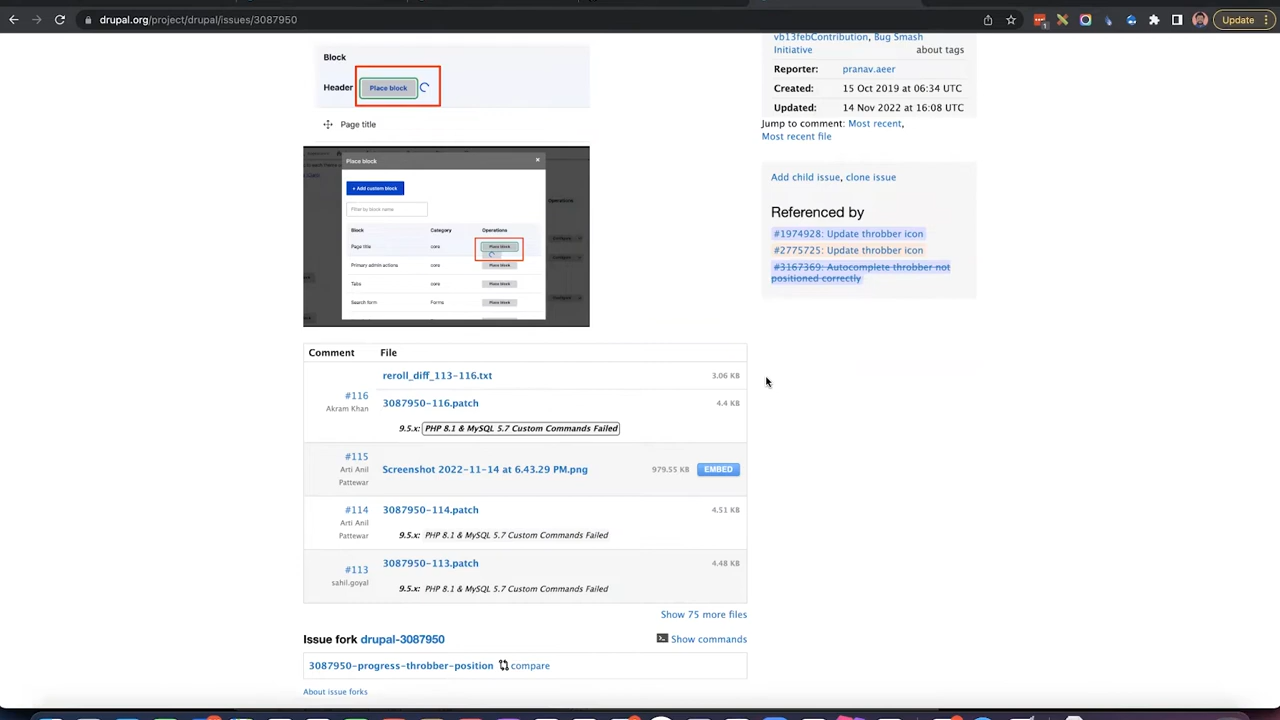 drupal.org/project/drupal/issues/3087950
1
Update
Block
Header
Place block
Page title
Place block
+ Add custom block
Filter by block name
Block Category Operations
Page title core Place block
Primary admin actions core Place block
Tabs core Place block
Search form Forms Place block
vb13febContribution, Bug Smash
Initiative
about tags
Reporter: pranav.aeer
Created: 15 Oct 2019 at 06:34 UTC
Updated: 14 Nov 2022 at 16:08 UTC
Jump to comment: Most recent,
Most recent file
Add child issue, clone issue
Referenced by
#1974928: Update throbber icon
#2775725: Update throbber icon
#3167369: Autocomplete throbber not
positioned correctly
Comment File
reroll_diff_113-116.txt 3.06 KB
#116
Akram Khan
3087950-116.patch 4.4 KB
9.5.x: PHP 8.1 & MySQL 5.7 Custom Commands Failed
#115
Arti Anil
Pattewar
Screenshot 2022-11-14 at 6.43.29 PM.png 979.55 KB EMBED
#114
Arti Anil
Pattewar
3087950-114.patch 4.51 KB
9.5.x: PHP 8.1 & MySQL 5.7 Custom Commands Failed
#113
sahil.goyal
3087950-113.patch 4.48 KB
9.5.x: PHP 8.1 & MySQL 5.7 Custom Commands Failed
Show 75 more files
Issue fork drupal-3087950
Show commands
3087950-progress-throbber-position compare
About issue forks